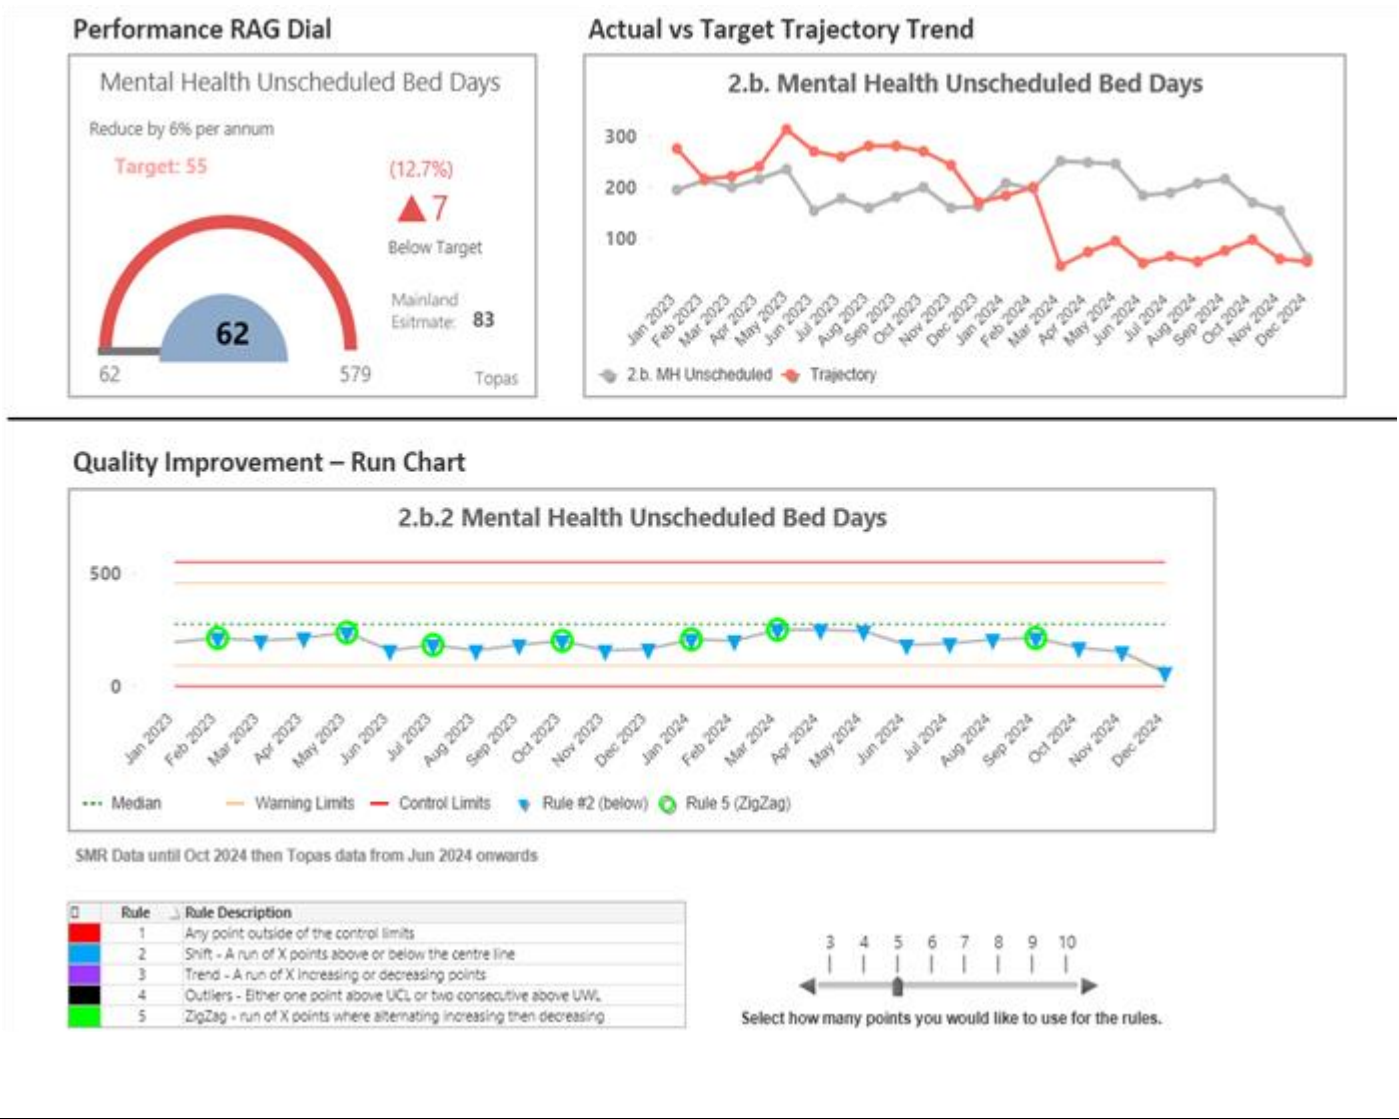 Performance RAG Dial
Mental Health Unscheduled Bed Days
Reduce by 6% per annum
Target: 55
(12.7%)
7
Below Target
Mainland
Esitmate: 83
62
62
579
Topas
Actual vs Target Trajectory Trend
2.b. Mental Health Unscheduled Bed Days
300
200
100
Jan 2023
Feb 2023
Mar 2023
Apr 2023
May 2023
Jun 2023
Jul 2023
Aug 2023
Sep 2023
Oct 2023
Nov 2023
Dec 2023
Jan 2024
Feb 2024
Mar 2024
Apr 2024
May 2024
Jun 2024
Jul 2024
Aug 2024
Sep 2024
Oct 2024
Nov 2024
Dec 2024
2.b. MH Unscheduled Trajectory
Quality Improvement – Run Chart
2.b.2 Mental Health Unscheduled Bed Days
500
0
Jan 2023
Feb 2023
Mar 2023
Apr 2023
May 2023
Jun 2023
Jul 2023
Aug 2023
Sep 2023
Oct 2023
Nov 2023
Dec 2023
Jan 2024
Feb 2024
Mar 2024
Apr 2024
May 2024
Jun 2024
Jul 2024
Aug 2024
Sep 2024
Oct 2024
Nov 2024
Dec 2024
Median Warning Limits Control Limits Rule #2 (below) Rule 5 (ZigZag)
SMR Data until Oct 2024 then Topas data from Jun 2024 onwards
Rule Rule Description
1 Any point outside of the control limits
2 Shift - A run of X points above or below the centre line
3 Trend - A run of X increasing or decreasing points
4 Outliers - Either one point above UCL or two consecutive above UWL
5 ZigZag - run of X points where alternating increasing then decreasing
3 4 5 6 7 8 9 10
Select how many points you would like to use for the rules.